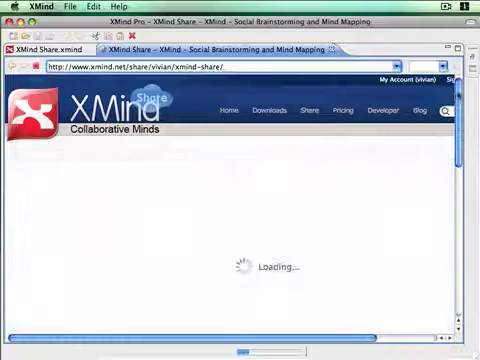 XMind File Edit Help
XMind Pro - XMind Share - XMind - Social Brainstorming and Mind Mapping
XMind Share.xmind XMind Share - XMind - Social Brainstorming and Mind Mapping
http://www.xmind.net/share/vivian/xmind-share/
My Account (vivian) Sig
XMind Share
Home Downloads Share Pricing Developer Blog
Collaborative Minds
Loading...